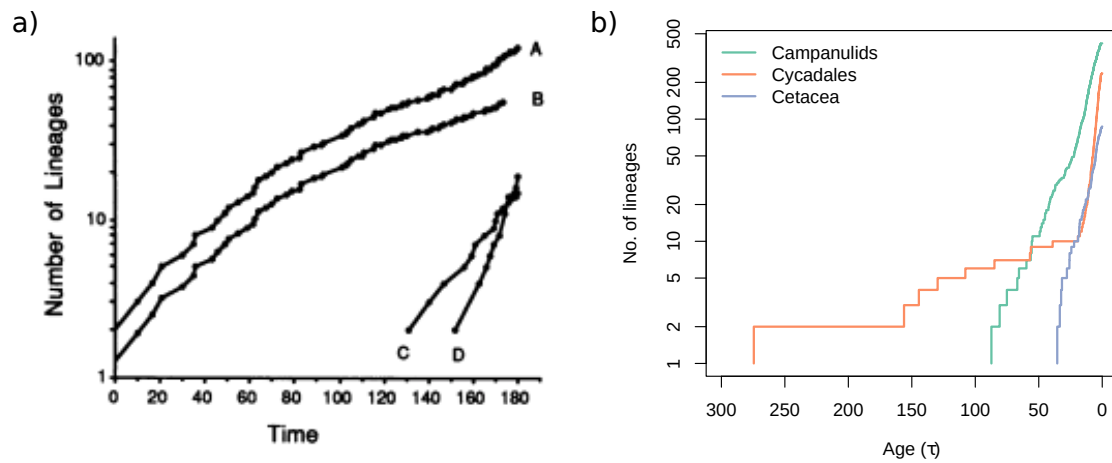 a)
Number of Lineages
100
10
1
A
B
C
D
0 20 40 60 80 100 120 140 160 180
Time
b)
No. of lineages
500
200
100
50
20
10
5
2
1
Campanulids
Cycadales
Cetacea
300 250 200 150 100 50 0
Age (τ)